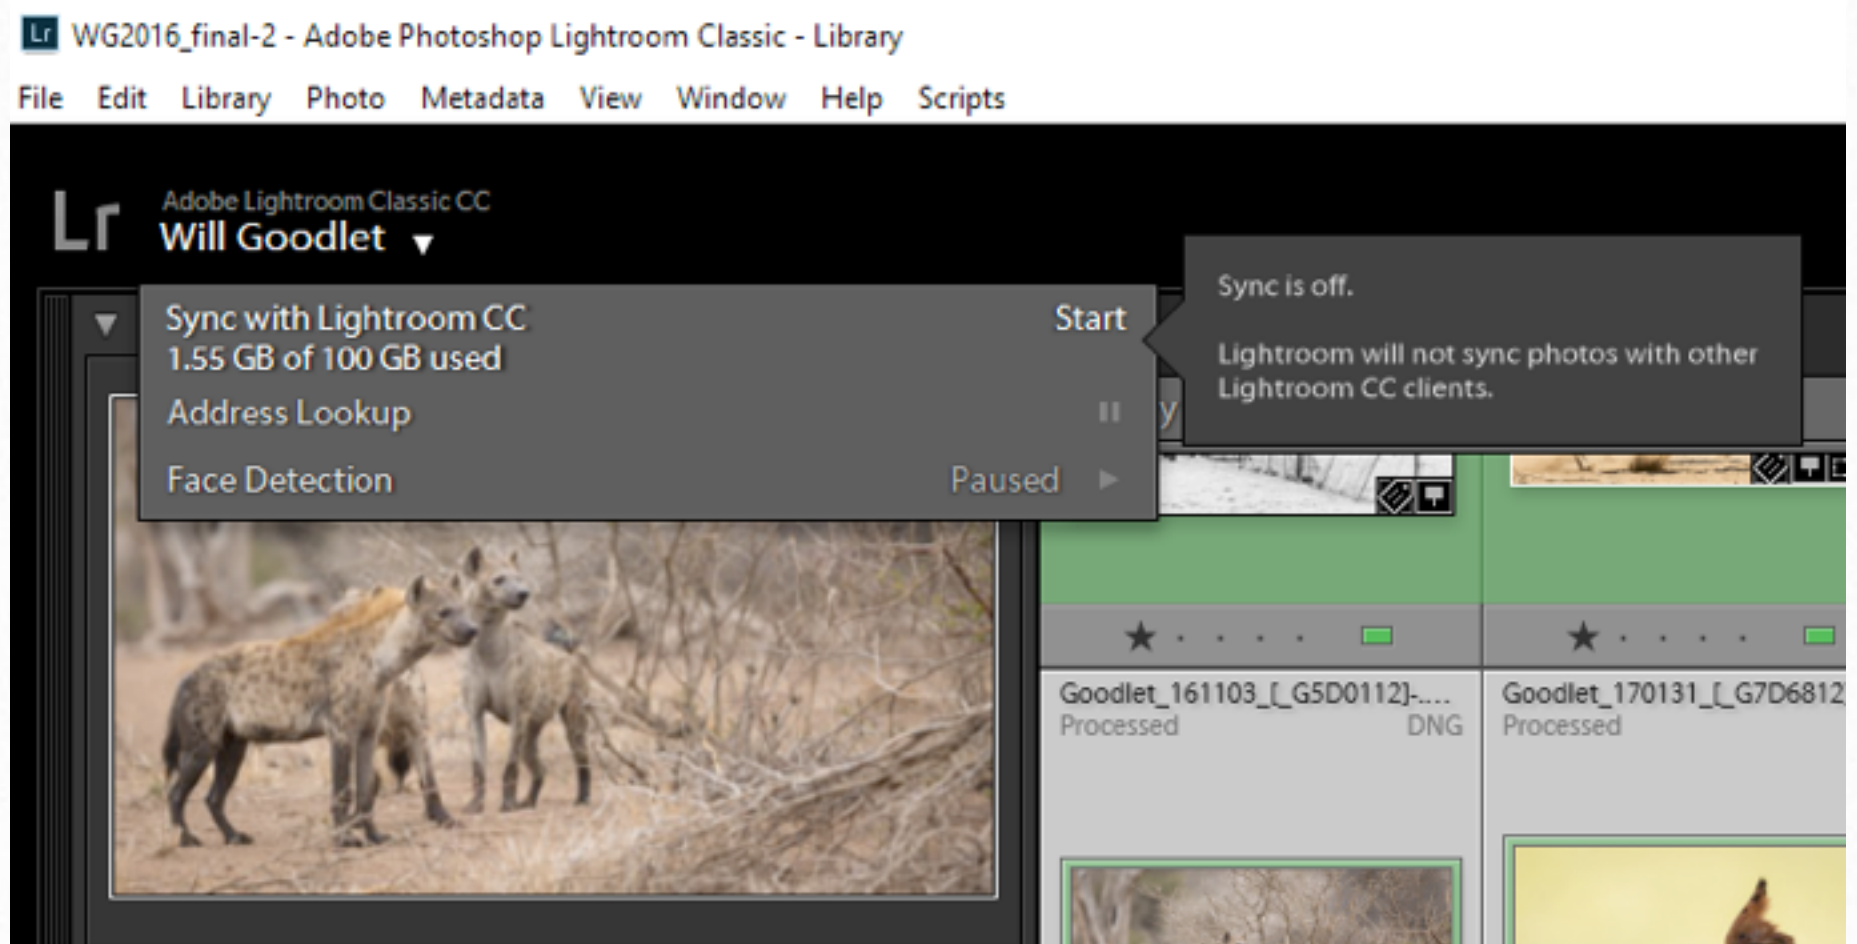 Lr WG2016_final-2 - Adobe Photoshop Lightroom Classic - Library
File Edit Library Photo Metadata View Window Help Scripts
Lr
Adobe Lightroom Classic CC
Will Goodlet
Sync with Lightroom CC Start
1.55 GB of 100 GB used
Address Lookup
Face Detection Paused
Sync is off.
Lightroom will not sync photos with other
Lightroom CC clients.
y
Goodlet_161103_[_G5D0112]-.... Goodlet_170131_[_G7D6812]
Processed DNG Processed